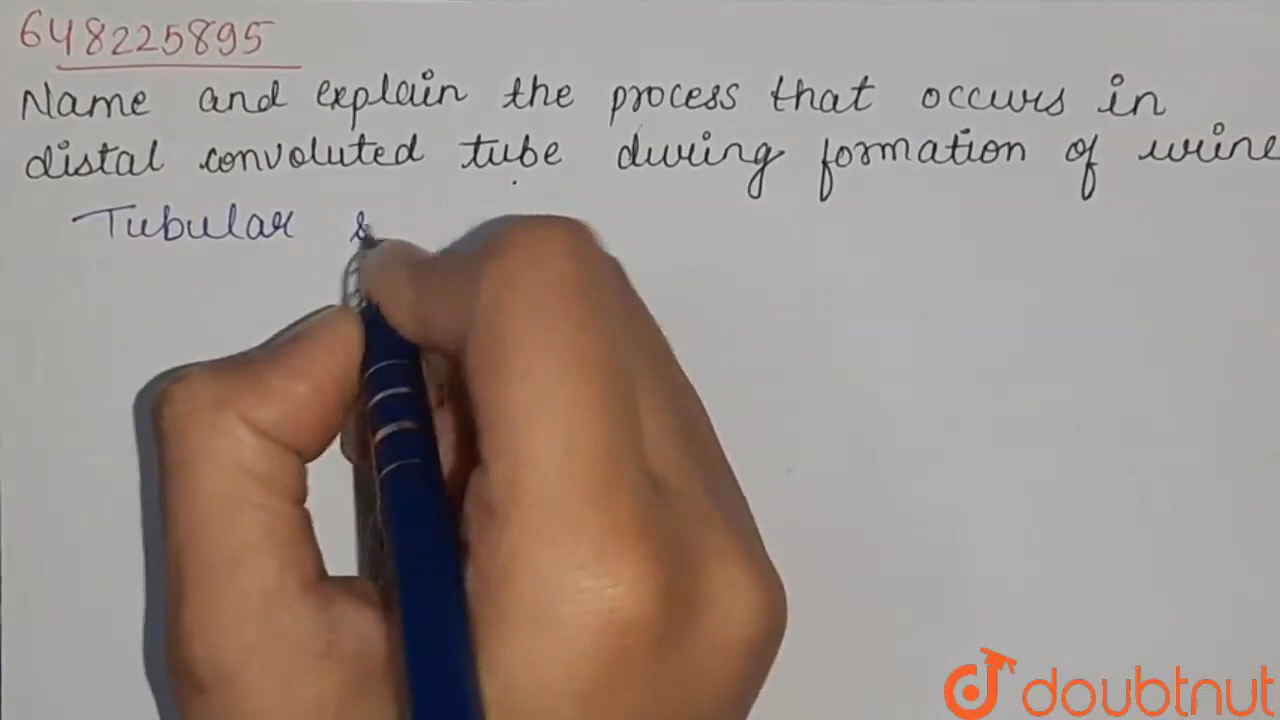 648225895
Name and explain the process that occurs in
distal convoluted tube during formation of urine
Tubular s
doubtnut